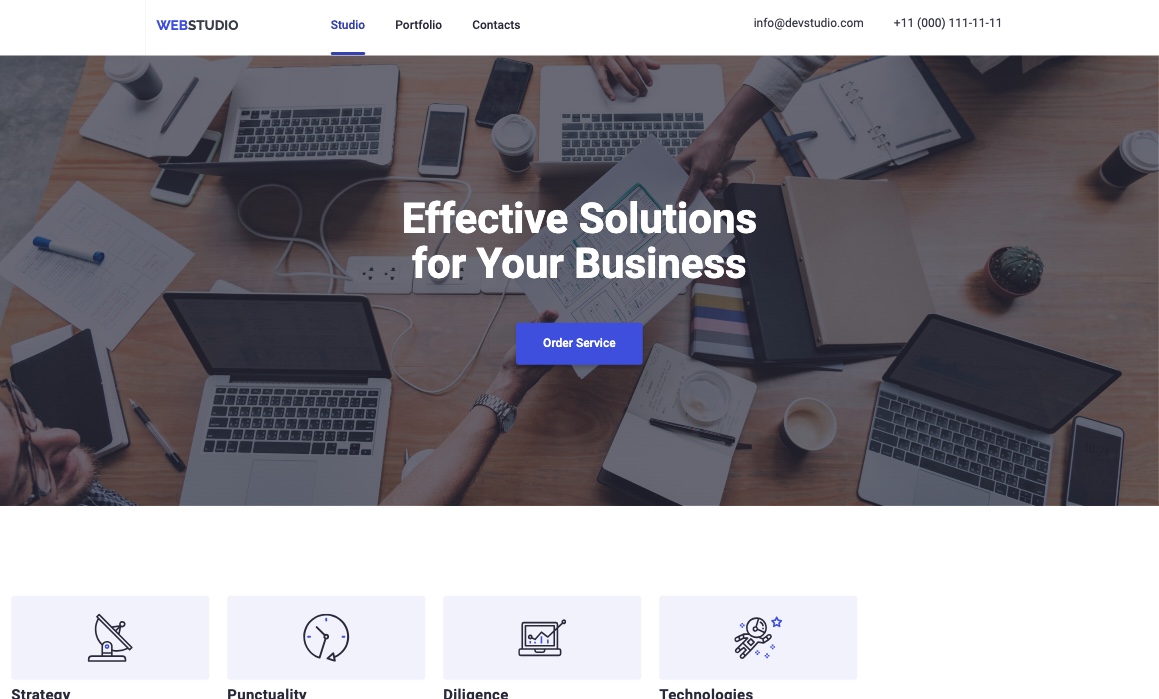 WEBSTUDIO
Studio
Portfolio
Contacts
info@devstudio.com
+11 (000) 111-11-11
Effective Solutions
for Your Business
Order Service
Strategy
Punctuality
Diligence
Technologies